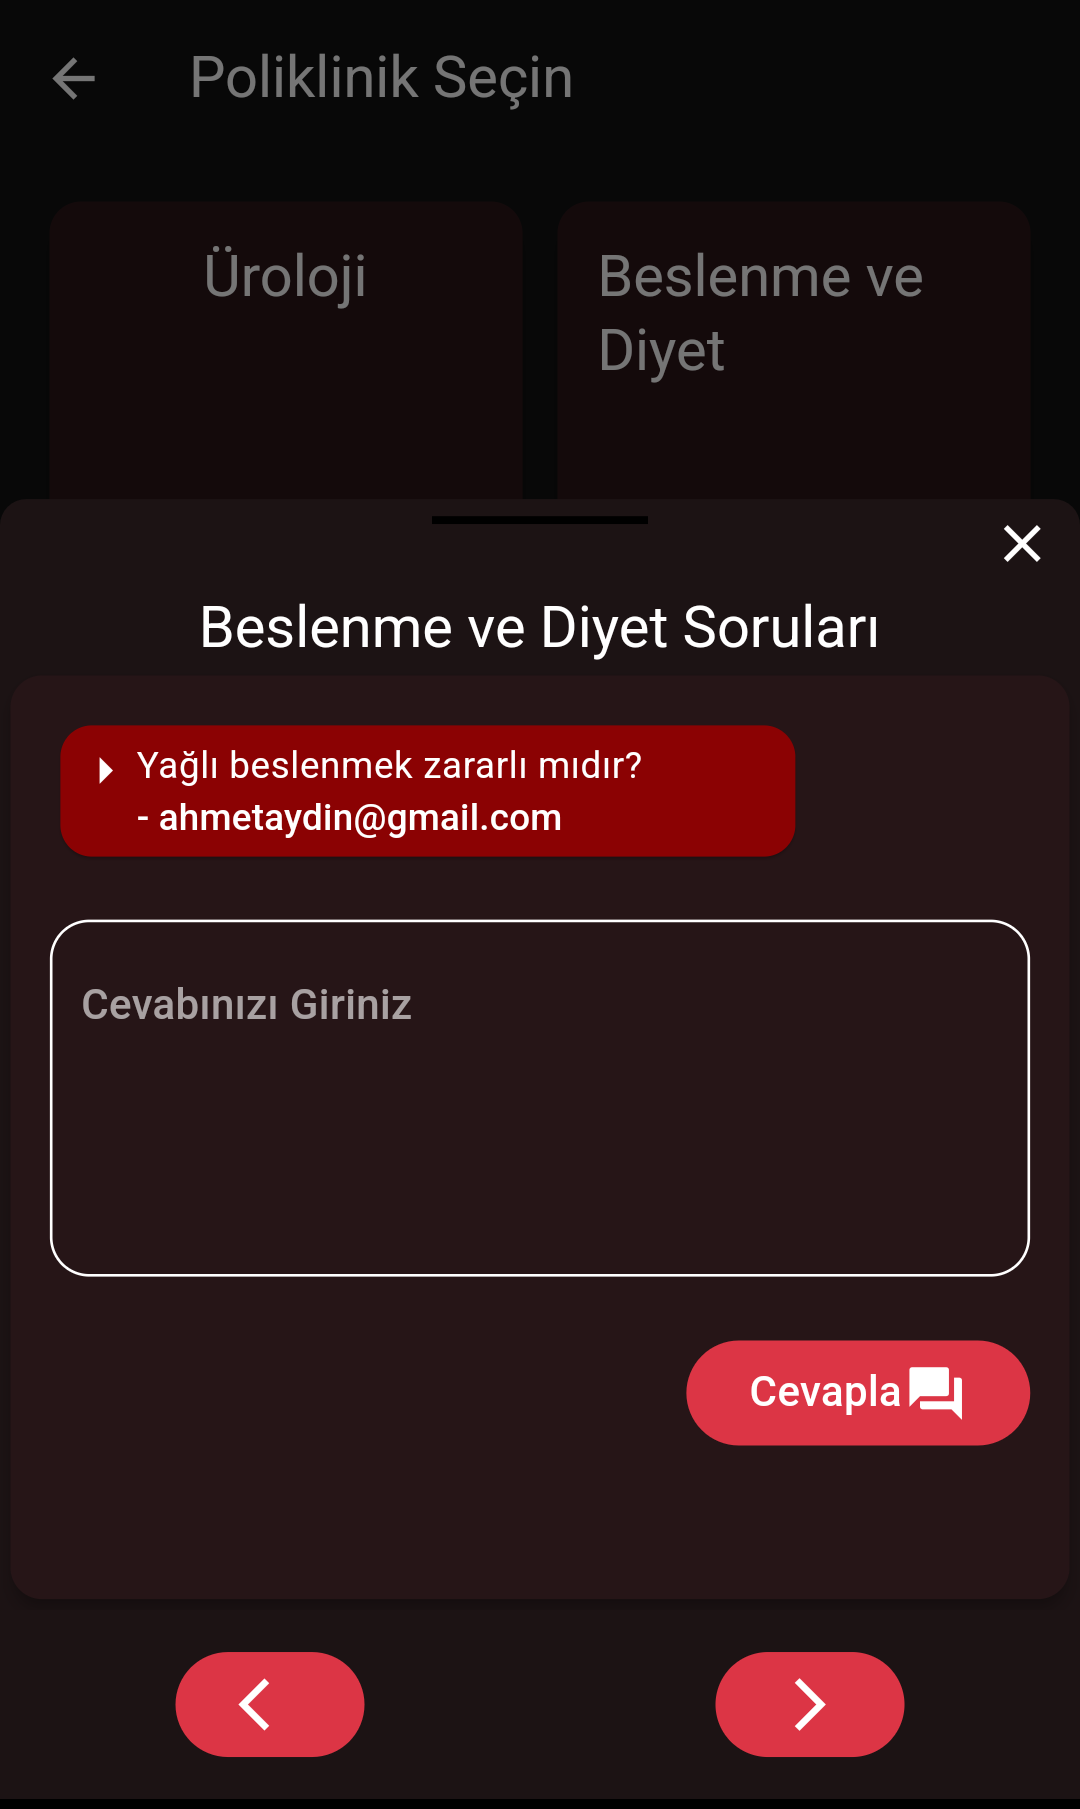 Poliklinik Seçin
Üroloji
Beslenme ve
Diyet
Beslenme ve Diyet Soruları
Yağlı beslenmek zararlı mıdır?
- ahmetaydin@gmail.com
Cevabınızı Giriniz
Cevapla